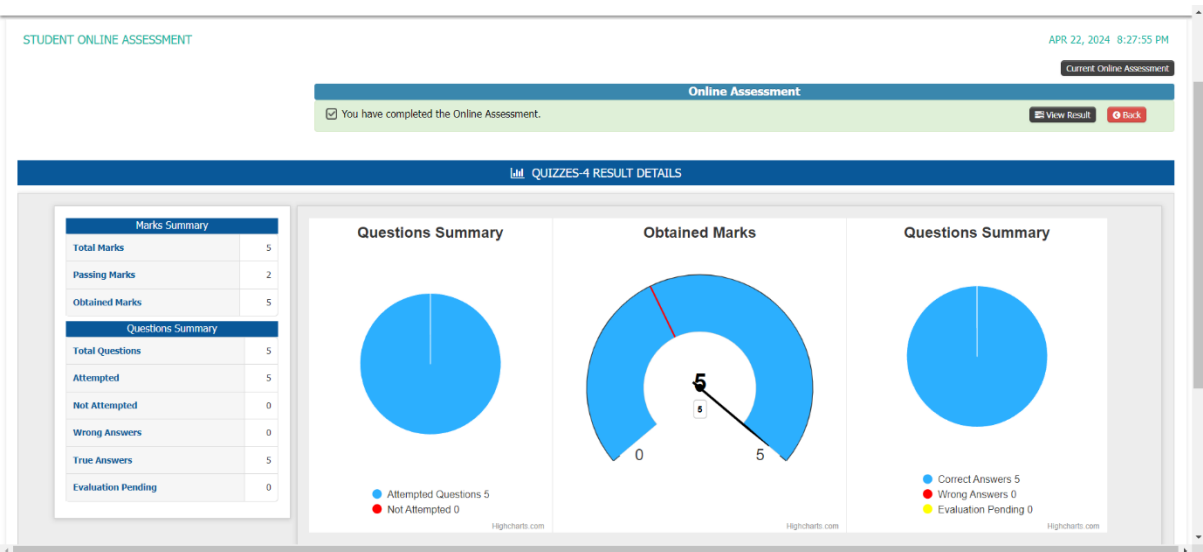 STUDENT ONLINE ASSESSMENT
APR 22, 2024 8:27:55 PM
Current Online Assessment
Online Assessment
You have completed the Online Assessment.
View Result
Back
QUIZZES-4 RESULT DETAILS
Marks Summary
Total Marks 5
Passing Marks 2
Obtained Marks 5
Questions Summary
Total Questions 5
Attempted 5
Not Attempted 0
Wrong Answers 0
True Answers 5
Evaluation Pending 0
Questions Summary
Attempted Questions 5
Not Attempted 0
Highcharts.com
Obtained Marks
5
5
0 5
Highcharts.com
Questions Summary
Correct Answers 5
Wrong Answers 0
Evaluation Pending 0
Highcharts.com